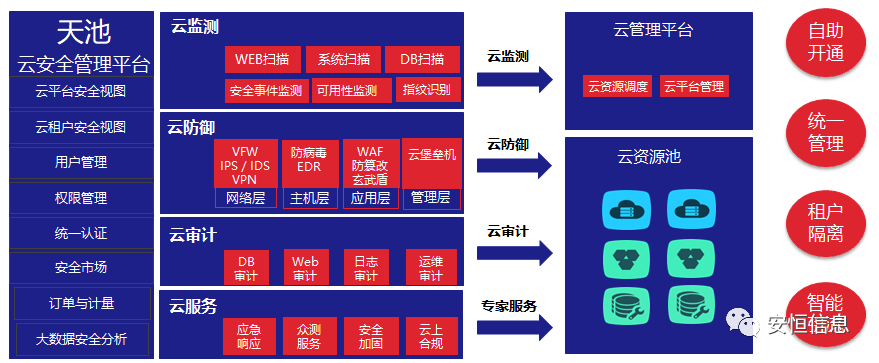 天池
云安全管理平台
云平台安全视图
云租户安全视图
用户管理
权限管理
统一认证
安全市场
订单与计量
大数据安全分析
云监测
WEB扫描
系统扫描
DB扫描
安全事件监测
可用性监测
指纹识别
云防御
VFW
IPS / IDS
VPN
网络层
防病毒
EDR
主机层
WAF
防篡改
玄武盾
应用层
云堡垒机
管理层
云审计
DB
审计
Web
审计
日志
审计
运维
审计
云服务
应急
响应
众测
服务
安全
加固
云上
合规
云监测
云防御
云审计
专家服务
云管理平台
云资源调度
云平台管理
云资源池
自助
开通
统一
管理
租户
隔离
智能
安恒信息